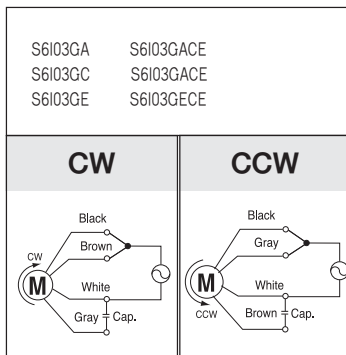 S6I03GA S6I03GACE
S6I03GC S6I03GACE
S6I03GE S6I03GECE
CW CCW
Black
Brown
CW
M
White
Gray Cap.
Black
Gray
M
CCW
White
Brown Cap.